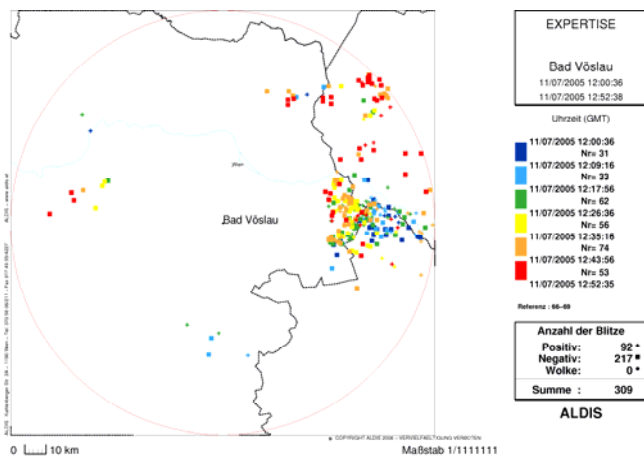 EXPERTISE
Bad Vöslau
11/07/2005 12:00:36
11/07/2005 12:52:38
Uhrzeit (GMT)
11/07/2005 12:00:36
Nr= 31
11/07/2005 12:09:16
Nr= 33
11/07/2005 12:17:56
Nr= 62
11/07/2005 12:26:36
Nr= 56
11/07/2005 12:35:16
Nr= 74
11/07/2005 12:43:56
Nr= 53
11/07/2005 12:52:35
Referenz : 66-69
Anzahl der Blitze
Positiv: 92
Negativ: 217
Wolke: 0
Summe : 309
ALDIS
Wien
Bad Vöslau
COPYRIGHT ALDIS 2006 - VERVIELFAELTIGUNG VERBOTEN
0 10 km
Maßstab 1/1111111